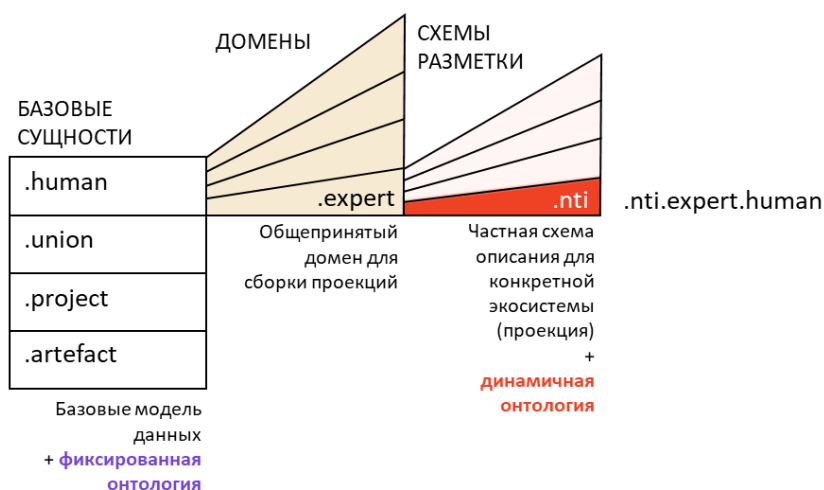 ДОМЕНЫ
СХЕМЫ
РАЗМЕТКИ
БАЗОВЫЕ
СУЩНОСТИ
.human
.expert
.nti
.nti.expert.human
.union
.project
.artefact
Общепринятый
домен для
сборки проекций
Частная схема
описания для
конкретной
экосистемы
(проекция)
+
динамичная
онтология
Базовые модель
данных
+ фиксированная
онтология